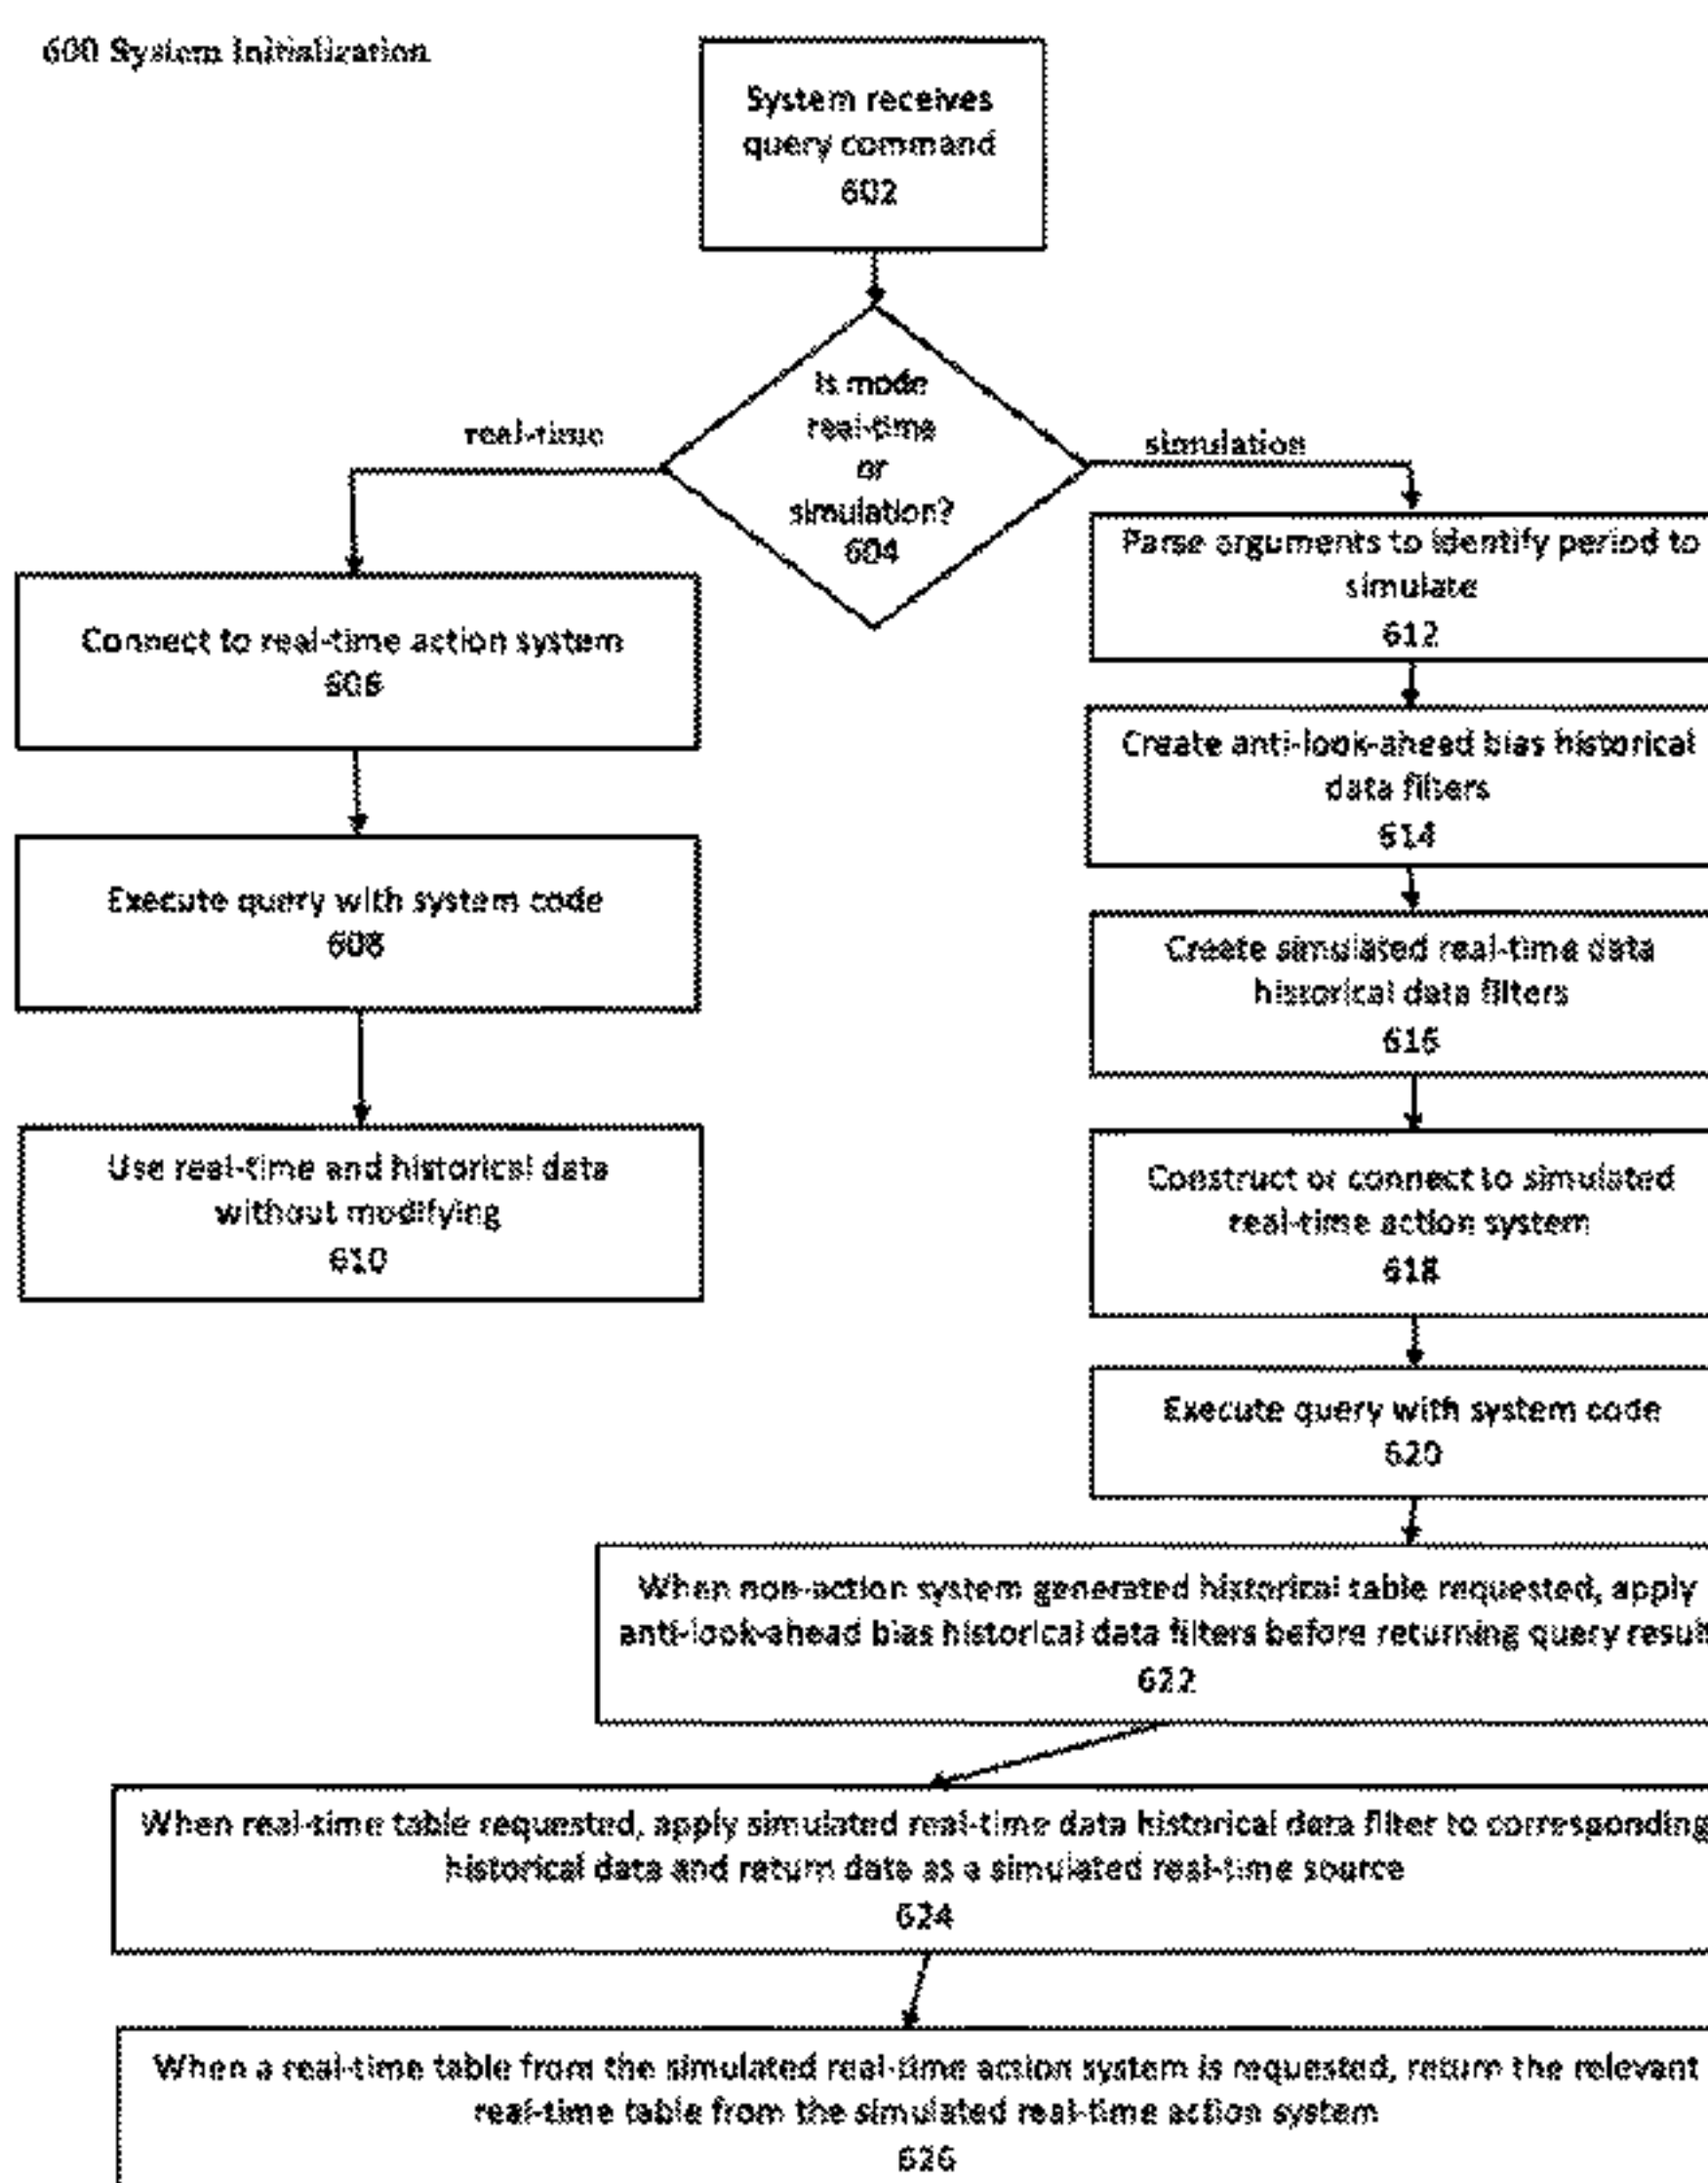 600 System Initialization
System receives
query command
602
Is mode
real-time
or
simulation?
604
real-time
simulation
Connect to real-time action system
606
Execute query with system code
608
Use real-time and historical data
without modifying
610
Parse arguments to identify period to
simulate
612
Create anti-look-ahead bias historical
data filters
614
Create simulated real-time data
historical data filters
616
Construct or connect to simulated
real-time action system
618
Execute query with system code
620
When non-action system generated historical table requested, apply
anti-look-ahead bias historical data filters before returning query result
622
When real-time table requested, apply simulated real-time data historical data filter to corresponding
historical data and return date as a simulated real-time source
624
When a real-time table from the simulated real-time action system is requested, return the relevant
real-time table from the simulated real-time action system
626